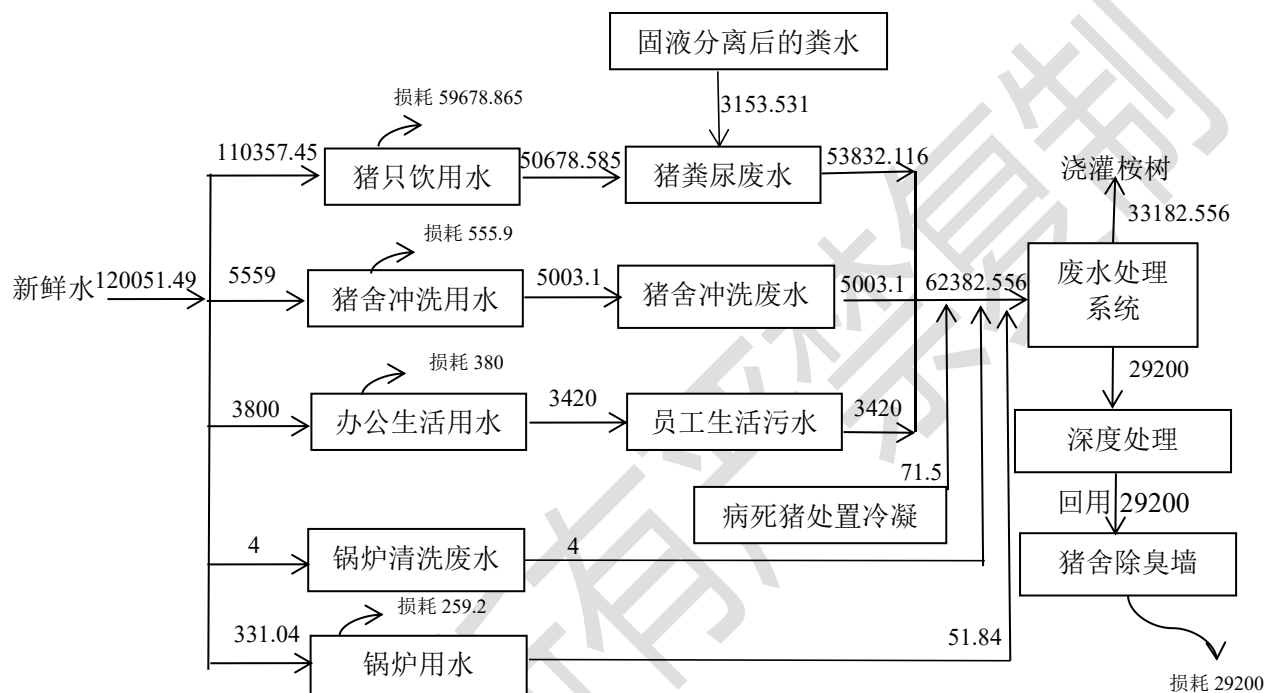 固液分离后的粪水
损耗 59678.865
3153.531
110357.45
猪只饮用水
50678.585
猪粪尿废水
53832.116
浇灌桉树
33182.556
损耗 555.9
新鲜水
120051.49
5559
猪舍冲洗用水
5003.1
猪舍冲洗废水
5003.1
62382.556
废水处理
系统
损耗 380
29200
3800
办公生活用水
3420
员工生活污水
3420
深度处理
71.5
病死猪处置冷凝
回用
29200
4
锅炉清洗废水
4
猪舍除臭墙
损耗 259.2
331.04
锅炉用水
51.84
损耗 29200
有严禁复制